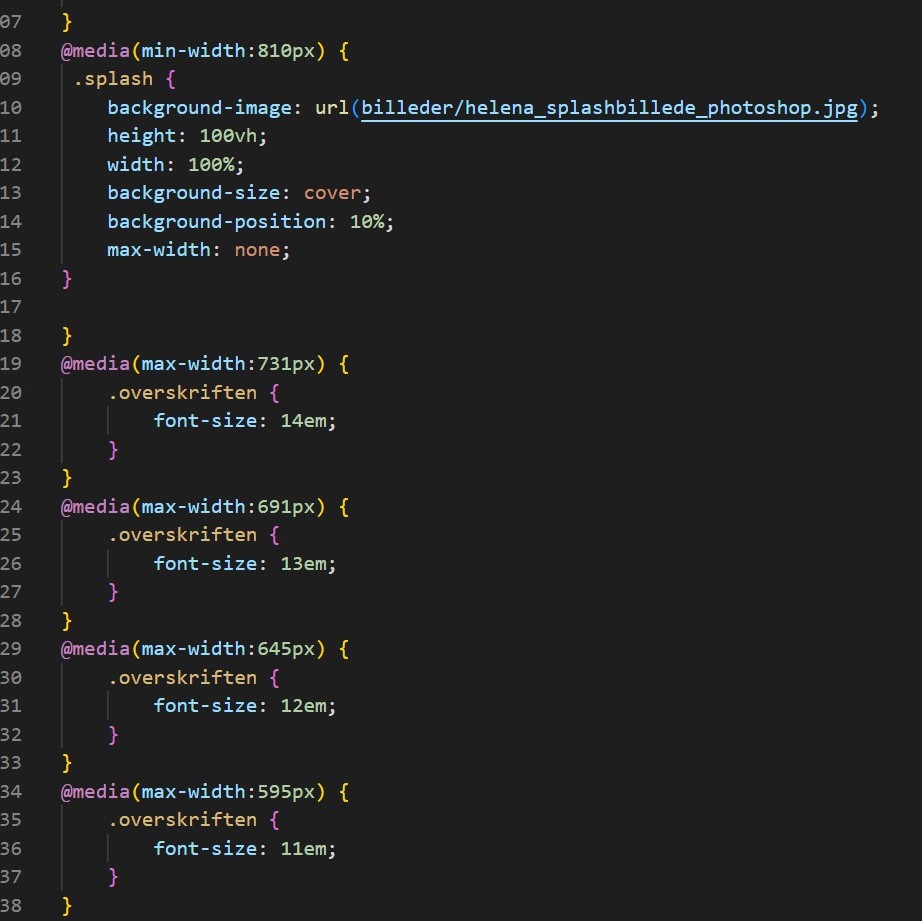 07 }
08 @media(min-width:810px) {
09 .splash {
10 background-image: url(billeder/helena_splashbillede_photoshop.jpg);
11 height: 100vh;
12 width: 100%;
13 background-size: cover;
14 background-position: 10%;
15 max-width: none;
16 }
17
18 }
19 @media(max-width:731px) {
20 .overskriften {
21 font-size: 14em;
22 }
23 }
24 @media(max-width:691px) {
25 .overskriften {
26 font-size: 13em;
27 }
28 }
29 @media(max-width:645px) {
30 .overskriften {
31 font-size: 12em;
32 }
33 }
34 @media(max-width:595px) {
35 .overskriften {
36 font-size: 11em;
37 }
38 }